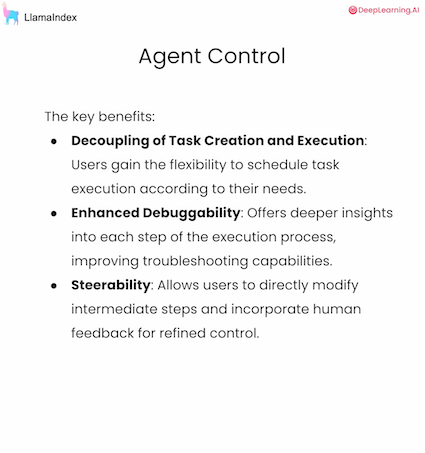 LlamaIndex
DeepLearning.AI
Agent Control
The key benefits:
● Decoupling of Task Creation and Execution:
Users gain the flexibility to schedule task
execution according to their needs.
● Enhanced Debuggability: Offers deeper insights
into each step of the execution process,
improving troubleshooting capabilities.
● Steerability: Allows users to directly modify
intermediate steps and incorporate human
feedback for refined control.